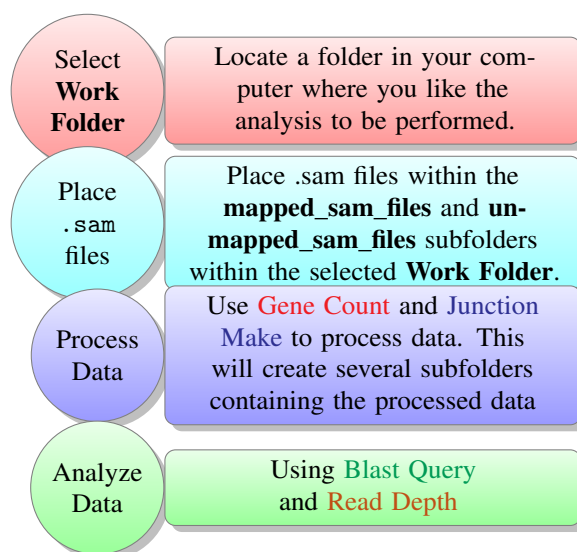 Select
Work
Folder
Locate a folder in your com-
puter where you like the
analysis to be performed.
Place
.sam
files
Place .sam files within the
mapped_sam_files and un-
mapped_sam_files subfolders
within the selected Work Folder.
Process
Data
Use Gene Count and Junction
Make to process data. This
will create several subfolders
containing the processed data
Analyze
Data
Using Blast Query
and Read Depth